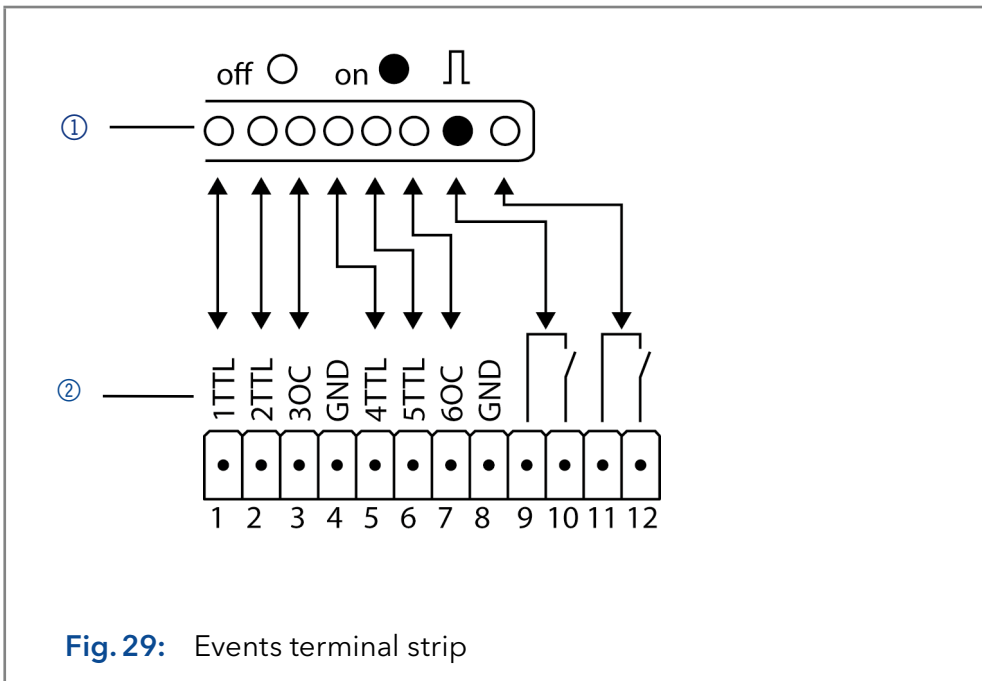 off on
①
②
1TTL 2TTL 3OC GND 4TTL 5TTL 6OC GND
1 2 3 4 5 6 7 8 9 10 11 12
Fig. 29: Events terminal strip